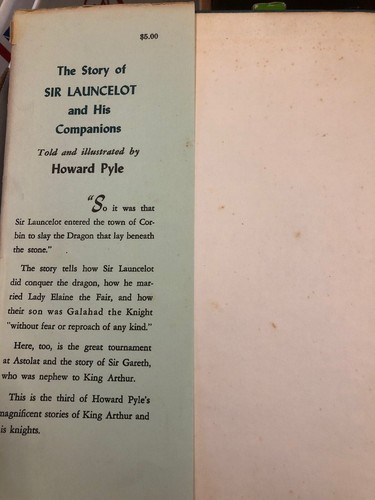 $5.00
The Story of
SIR LAUNCELOT
and His
Companions
Told and illustrated by
Howard Pyle
"So it was that
Sir Launcelot entered the town of Cor-
bin to slay the Dragon that lay beneath
the stone."
The story tells how Sir Launcelot
did conquer the dragon, how he mar-
ried Lady Elaine the Fair, and how
their son was Galahad the Knight
"without fear or reproach of any kind."
Here, too, is the great tournament
at Astolat and the story of Sir Gareth,
who was nephew to King Arthur.
This is the third of Howard Pyle's
magnificent stories of King Arthur and
is knights.